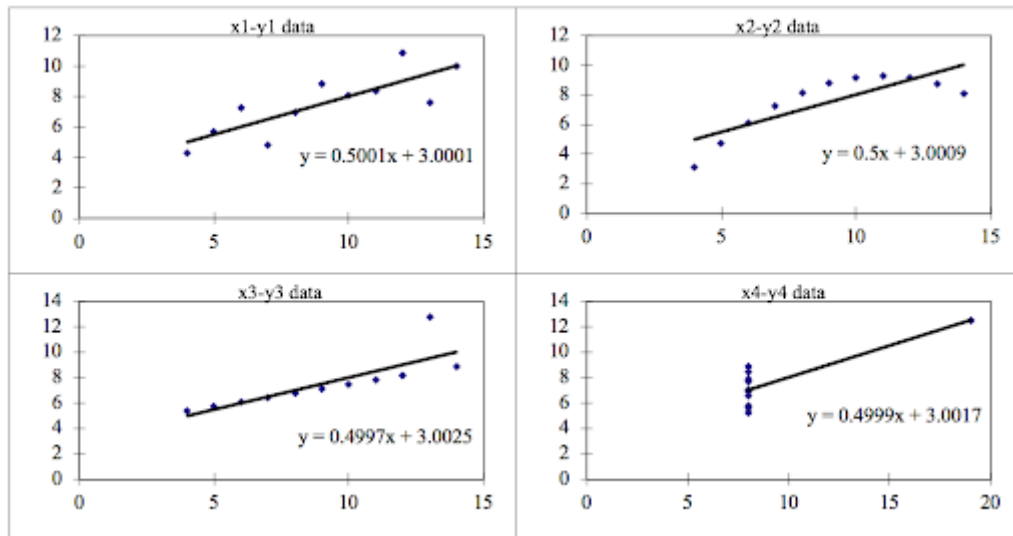 x1-y1 data
12
10
8
6
4
2
0
y = 0.5001x + 3.0001
0 5 10 15
x2-y2 data
12
10
8
6
4
2
0
y = 0.5x + 3.0009
0 5 10 15
x3-y3 data
14
12
10
8
6
4
2
0
y = 0.4997x + 3.0025
0 5 10 15
x4-y4 data
14
12
10
8
6
4
2
0
y = 0.4999x + 3.0017
0 5 10 15 20